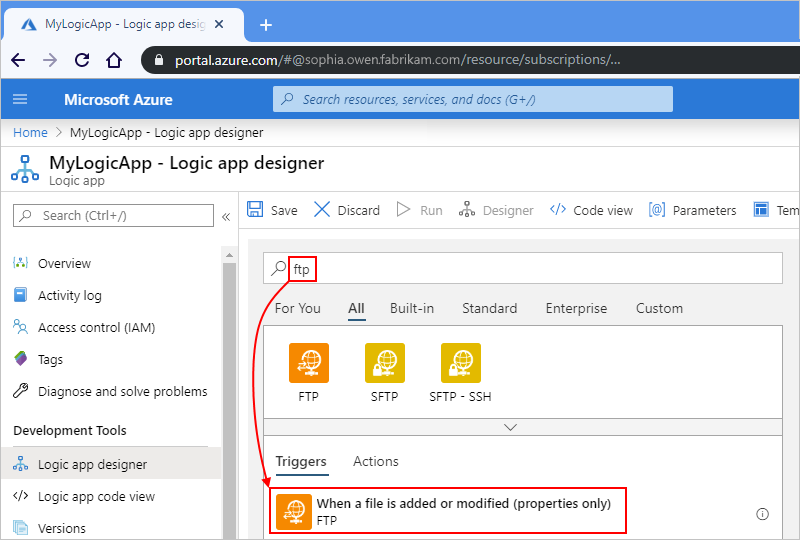 MyLogicApp - Logic app desig
portal.azure.com/#@sophia.owen.fabrikam.com/resource/subscriptions/...
Microsoft Azure
Search resources, services, and docs (G+/)
Home > MyLogicApp - Logic app designer
MyLogicApp - Logic app designer
Logic app
Search (Ctrl+/)
«
Overview
Activity log
Access control (IAM)
Tags
Diagnose and solve problems
Development Tools
Logic app designer
Logic app code view
Versions
Save Discard Run Designer Code view Parameters Tem
ftp
For You All Built-in Standard Enterprise Custom
FTP SFTP SFTP - SSH
Triggers Actions
When a file is added or modified (properties only)
FTP